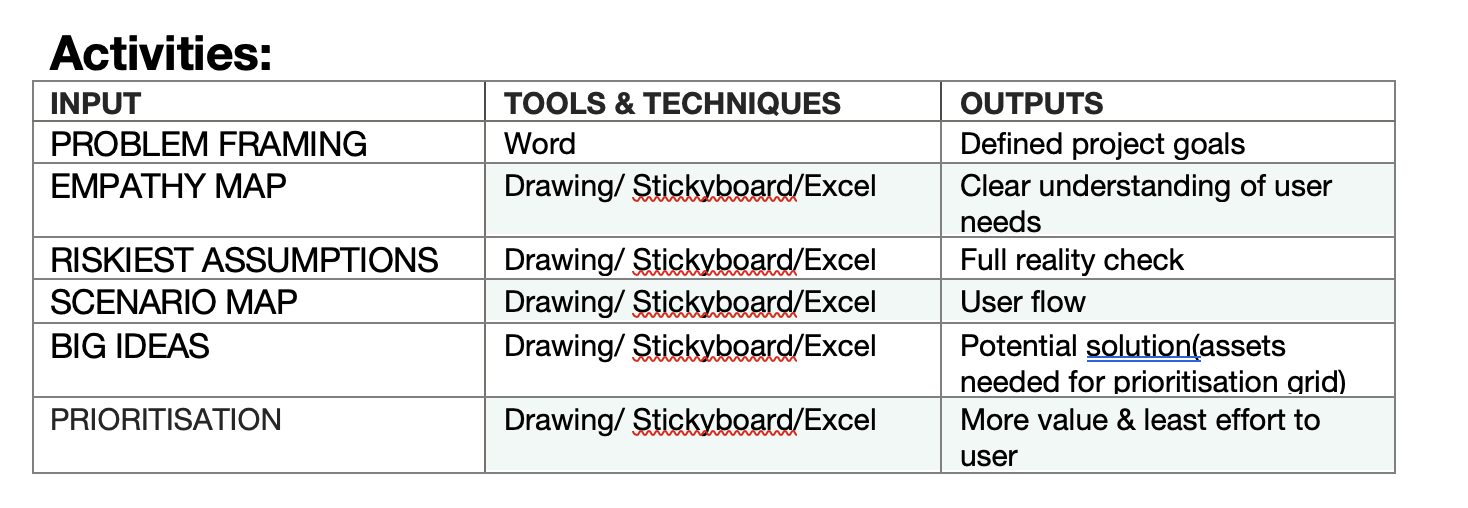 Activities:
INPUT TOOLS & TECHNIQUES OUTPUTS
PROBLEM FRAMING Word Defined project goals
EMPATHY MAP Drawing/ Stickyboard/Excel Clear understanding of user
needs
RISKIEST ASSUMPTIONS Drawing/ Stickyboard/Excel Full reality check
SCENARIO MAP Drawing/ Stickyboard/Excel User flow
BIG IDEAS Drawing/ Stickyboard/Excel Potential solution(assets
needed for prioritisation grid)
PRIORITISATION Drawing/ Stickyboard/Excel More value & least effort to
user